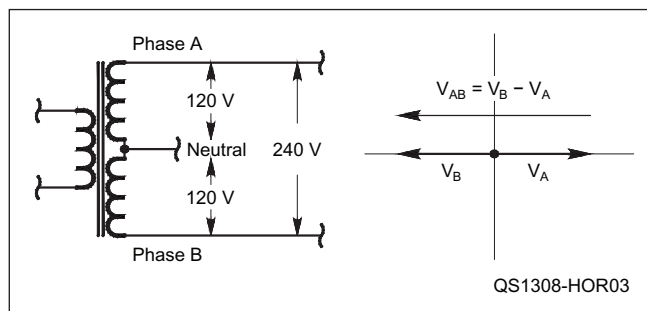 Phase A
120 V
Neutral
240 V
120 V
Phase B
V_AB = V_B – V_A
V_B
V_A
QS1308-HOR03